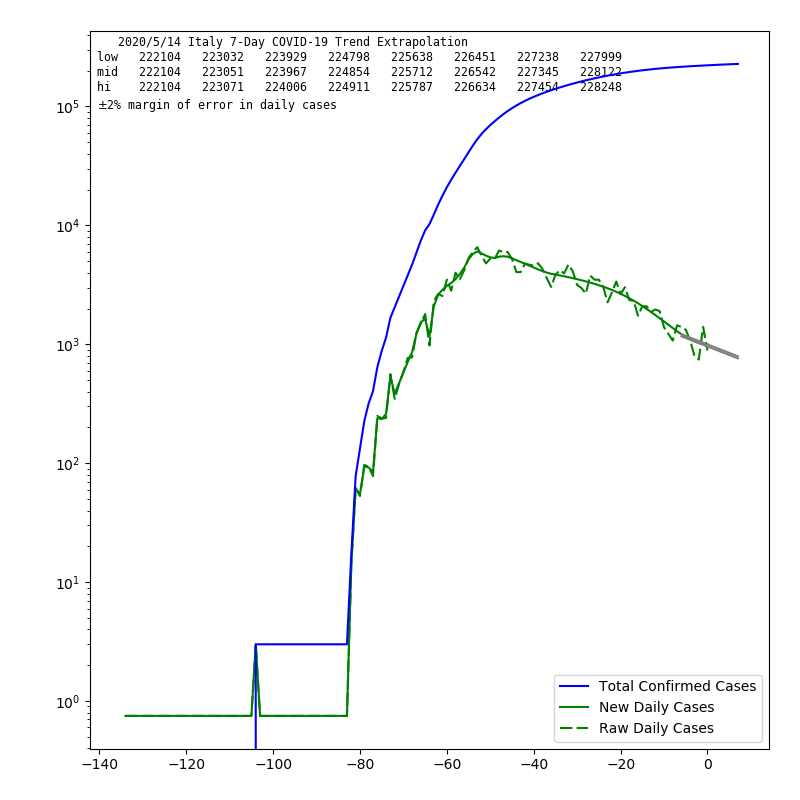 2020/5/14 Italy 7-Day COVID-19 Trend Extrapolation
low 222104 223032 223929 224798 225638 226451 227238 227999
mid 222104 223051 223967 224854 225712 226542 227345 228122
hi 222104 223071 224006 224911 225787 226634 227454 228248
±2% margin of error in daily cases
10⁵
10⁴
10³
10²
10¹
10⁰
Total Confirmed Cases
New Daily Cases
Raw Daily Cases
−140 −120 −100 −80 −60 −40 −20 0